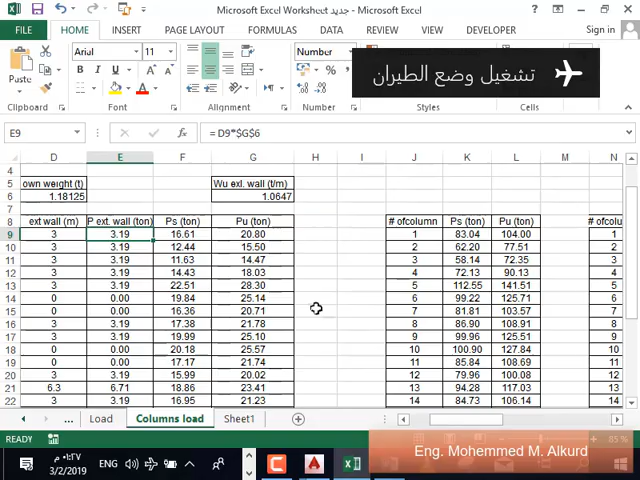 Microsoft Excel Worksheet - جديد Microsoft Excel
FILE HOME INSERT PAGE LAYOUT FORMULAS DATA REVIEW VIEW DEVELOPER Sign in
Paste Arial 11 Number
B I U
Clipboard Font Alignment Number Styles Cells Editing
تشغيل وضع الطيران
E9 fx = D9*$G$6
D E F G H I J K L M N
4
5 own weight (t) Wu exl. wall (t/m)
6 1.18125 1.0647
7
8 ext wall (m) P ext. wall (ton) Ps (ton) Pu (ton) # ofcolumn Ps (ton) Pu (ton) # ofcolu
9 3 3.19 16.61 20.80 1 83.04 104.00 1
10 3 3.19 12.44 15.50 2 62.20 77.51 2
11 3 3.19 11.63 14.47 3 58.14 72.35 3
12 3 3.19 14.43 18.03 4 72.13 90.13 4
13 3 3.19 22.51 28.30 5 112.55 141.51 5
14 0 0.00 19.84 25.14 6 99.22 125.71 6
15 0 0.00 16.36 20.71 7 81.81 103.57 7
16 3 3.19 17.38 21.78 8 86.90 108.91 8
17 3 3.19 19.99 25.10 9 99.96 125.51 9
18 0 0.00 20.18 25.57 10 100.90 127.84 10
19 0 0.00 17.17 21.74 11 85.84 108.69 11
20 3 3.19 15.99 20.02 12 79.96 100.08 12
21 6.3 6.71 18.86 23.41 13 94.28 117.03 13
22 3 3.19 16.95 21.23 14 84.73 106.14 14
... Load Columns load Sheet1
READY 85 %
Eng. Mohemmed M. Alkurd
ENG ٠١:٢٧ م
3/2/2019